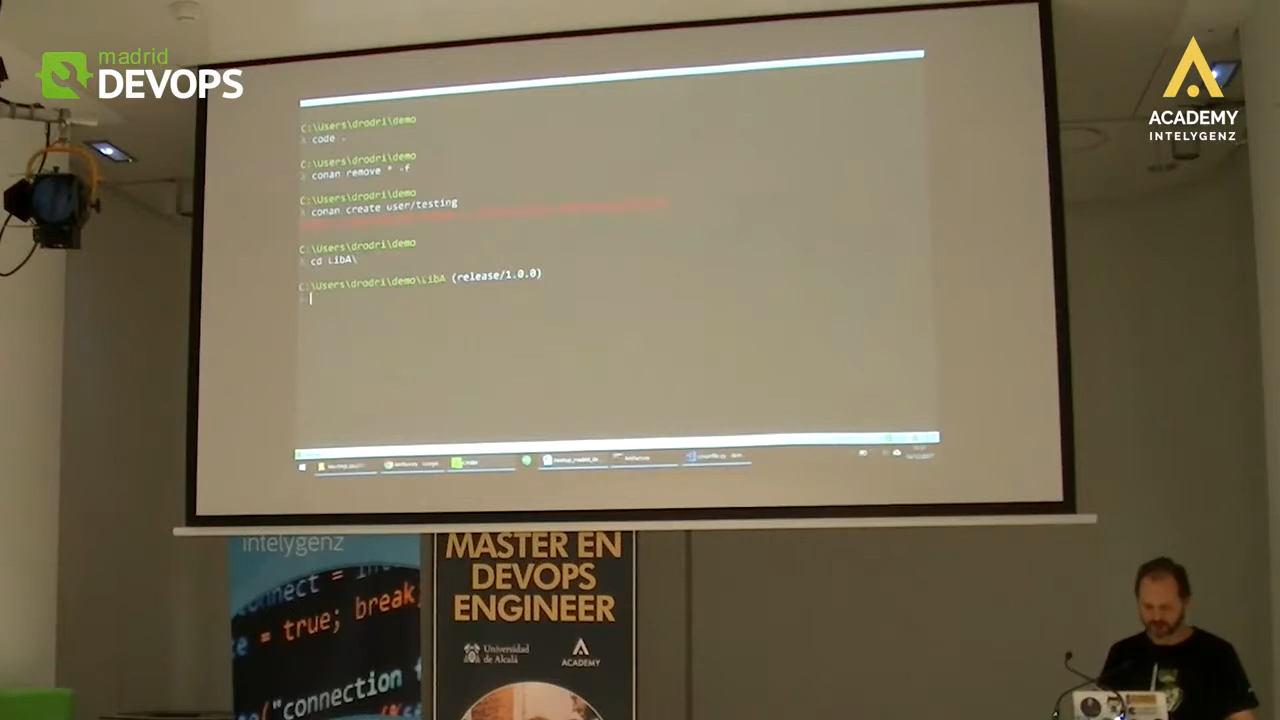 madrid
DEVOPS
ACADEMY
INTELYGENZ
C:\Users\drodri\demo
code .
C:\Users\drodri\demo
conan remove * -f
C:\Users\drodri\demo
conan create user/testing
C:\Users\drodri\demo
cd LibA\
C:\Users\drodri\demo\LibA (release/1.0.0)
intelygenz
connect =
= true; break;
("connection
MASTER EN
DEVOPS
ENGINEER
Universidad
de Alcalá
ACADEMY